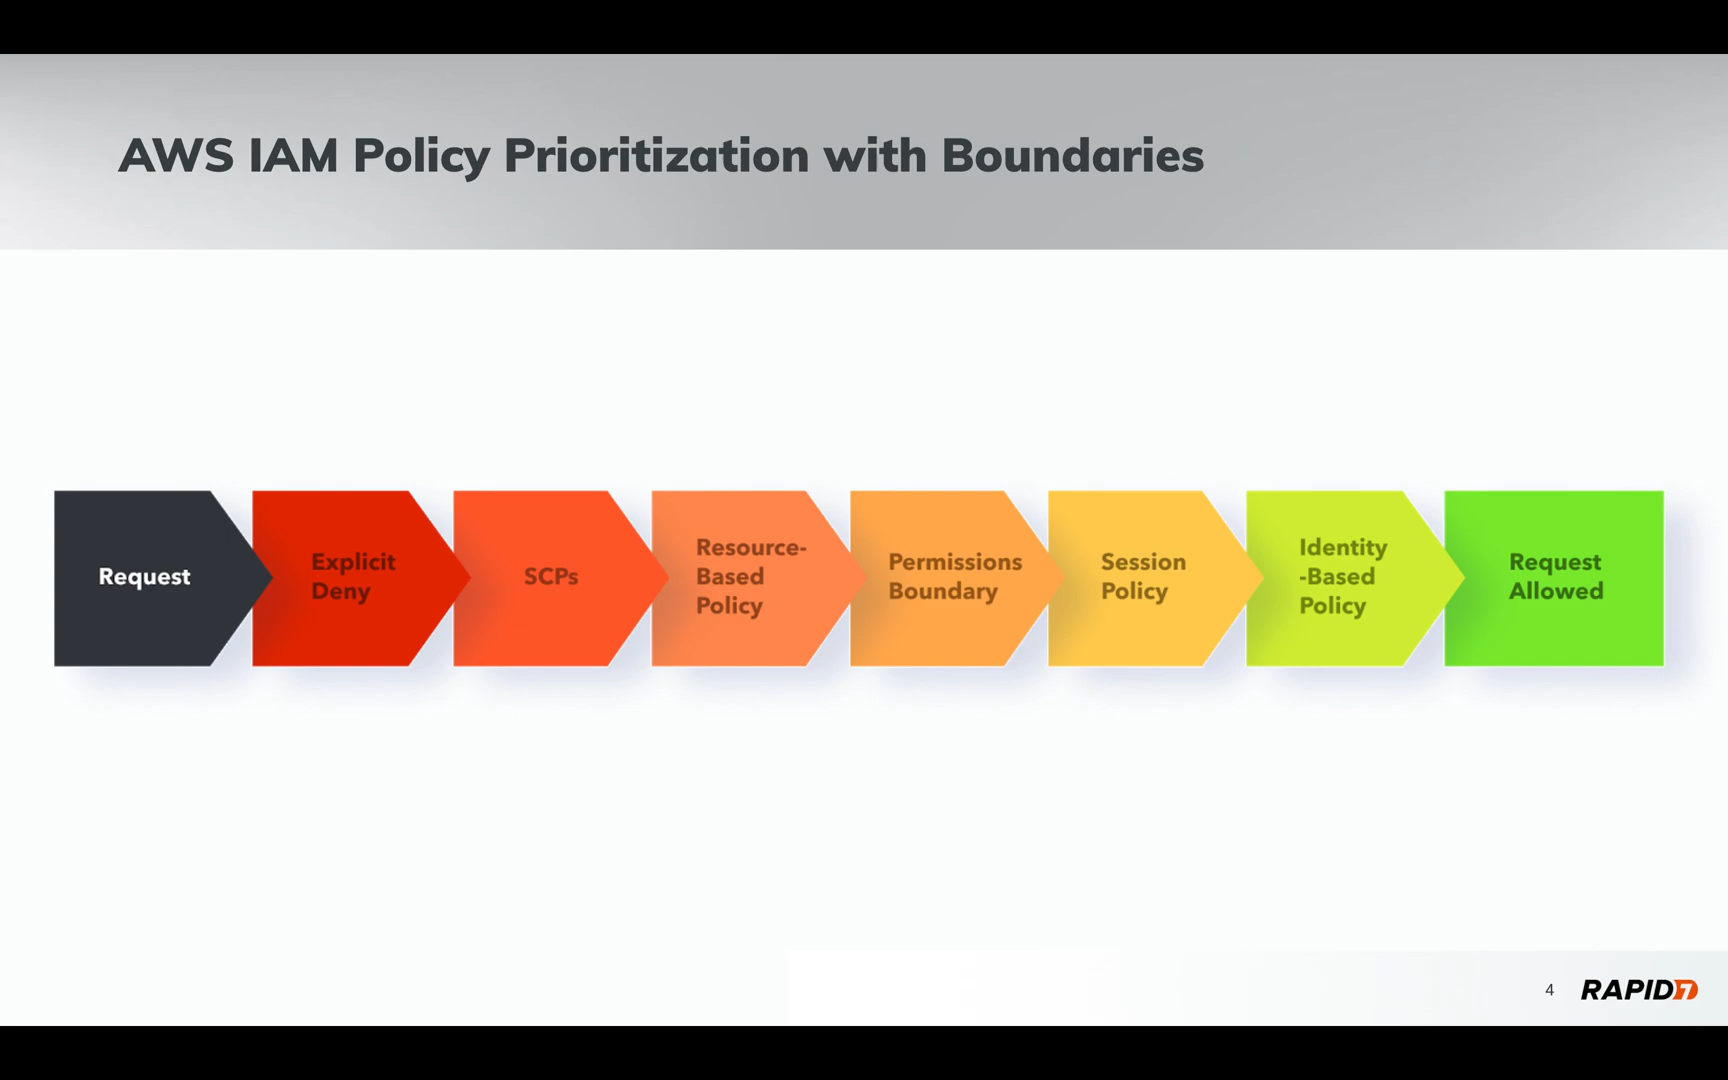 AWS IAM Policy Prioritization with Boundaries
Request
Explicit
Deny
SCPs
Resource-
Based
Policy
Permissions
Boundary
Session
Policy
Identity
-Based
Policy
Request
Allowed
4
RAPID7